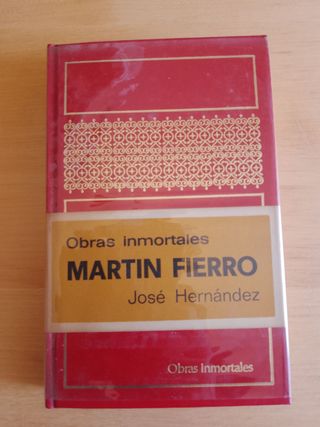 Obras inmortales
MARTIN FIERRO
José Hernández
Obras Inmortales